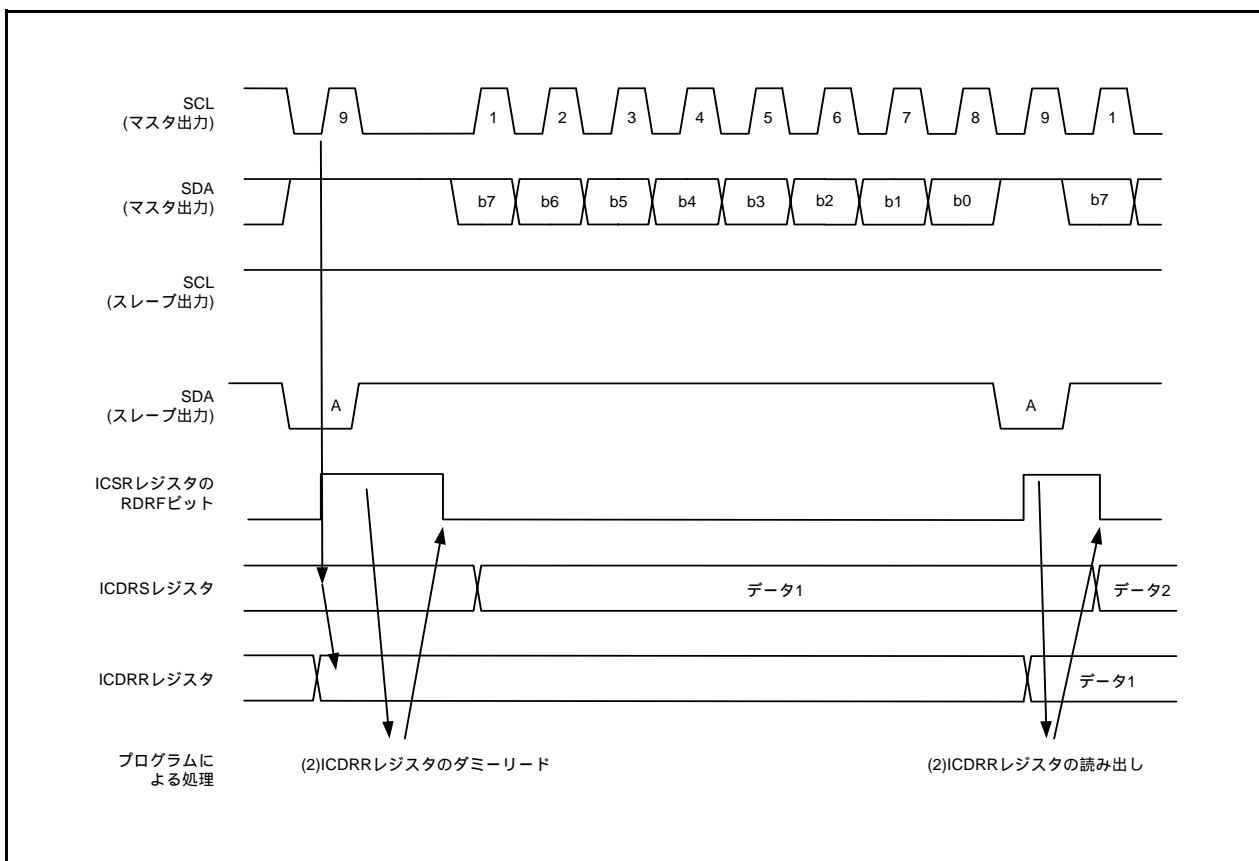 SCL
(マスタ出力)
9 1 2 3 4 5 6 7 8 9 1
SDA
(マスタ出力)
b7 b6 b5 b4 b3 b2 b1 b0 b7
SCL
(スレーブ出力)
SDA
(スレーブ出力)
A A
ICSRレジスタの
RDRFビット
ICDRSレジスタ
データ1 データ2
ICDRRレジスタ
データ1
プログラムに
よる処理
(2)ICDRRレジスタのダミーリード (2)ICDRRレジスタの読み出し